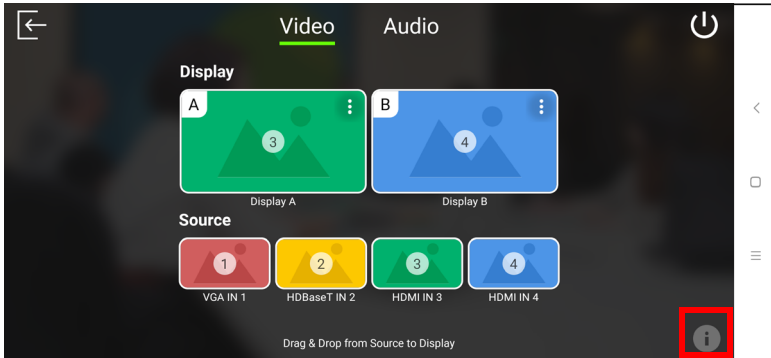 Video Audio
Display
A B
3 4
Display A Display B
Source
1 2 3 4
VGA IN 1 HDBaseT IN 2 HDMI IN 3 HDMI IN 4
Drag & Drop from Source to Display
i